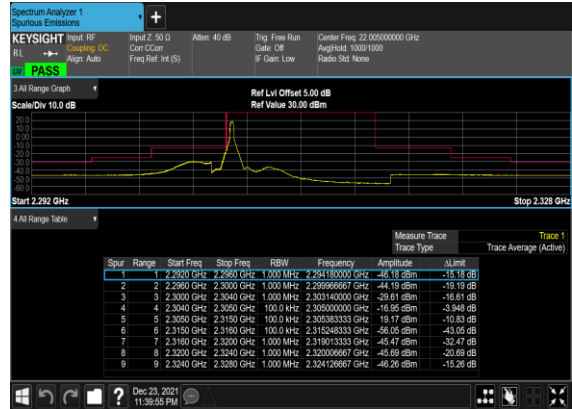 Spectrum Analyzer 1
Spurious Emissions
+
KEYSIGHT Input: RF Input Z: 50 Ω Atten: 40 dB Trig: Free Run Center Freq: 22.005000000 GHz
RL Coupling: DC Corr CCorr Gate: Off Avg|Hold: 1000/1000
Align: Auto Freq Ref: Int (S) IF Gain: Low Radio Std: None
LW PASS
3 All Range Graph
Ref Lvl Offset 5.00 dB
Scale/Div 10.0 dB Ref Value 30.00 dBm
20.0
10.0
0.00
-10.0
-20.0
-30.0
-40.0
-50.0
-60.0
Start 2.292 GHz Stop 2.328 GHz
4 All Range Table
Measure Trace Trace 1
Trace Type Trace Average (Active)
Spur Range Start Freq Stop Freq RBW Frequency Amplitude ΔLimit
1 1 2.2920 GHz 2.2960 GHz 1.000 MHz 2.294180000 GHz -46.18 dBm -15.18 dB
2 2 2.2960 GHz 2.3000 GHz 1.000 MHz 2.299966667 GHz -44.19 dBm -19.19 dB
3 3 2.3000 GHz 2.3040 GHz 1.000 MHz 2.303140000 GHz -29.61 dBm -16.61 dB
4 4 2.3040 GHz 2.3050 GHz 100.0 kHz 2.305000000 GHz -16.95 dBm -3.948 dB
5 5 2.3050 GHz 2.3150 GHz 100.0 kHz 2.305383333 GHz 19.17 dBm -10.83 dB
6 6 2.3150 GHz 2.3160 GHz 100.0 kHz 2.315248333 GHz -56.05 dBm -43.05 dB
7 7 2.3160 GHz 2.3200 GHz 1.000 MHz 2.319013333 GHz -45.47 dBm -32.47 dB
8 8 2.3200 GHz 2.3240 GHz 1.000 MHz 2.320006667 GHz -45.69 dBm -20.69 dB
9 9 2.3240 GHz 2.3280 GHz 1.000 MHz 2.324126667 GHz -46.26 dBm -15.26 dB
? Dec 23, 2021
11:39:55 PM